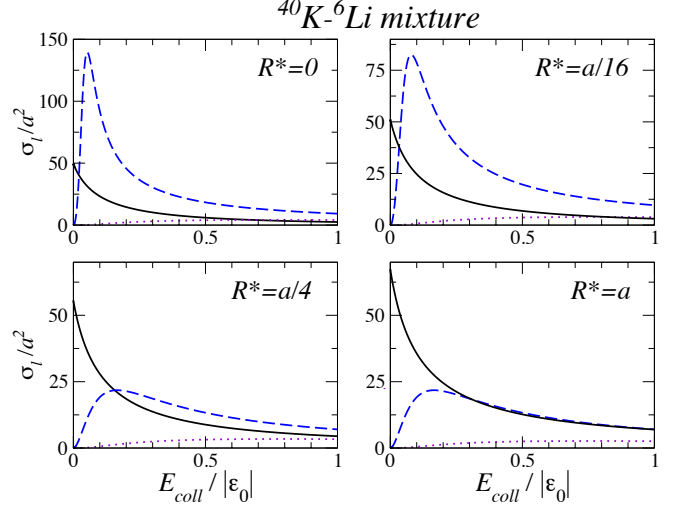 ⁴⁰K-⁶Li mixture
150
100
50
0
σₗ/a²
R*=0
0
0.5
1
75
50
25
0
R*=a/16
0
0.5
1
50
25
0
σₗ/a²
R*=a/4
0
0.5
1
E_coll / |ε₀|
50
25
0
R*=a
0
0.5
1
E_coll / |ε₀|